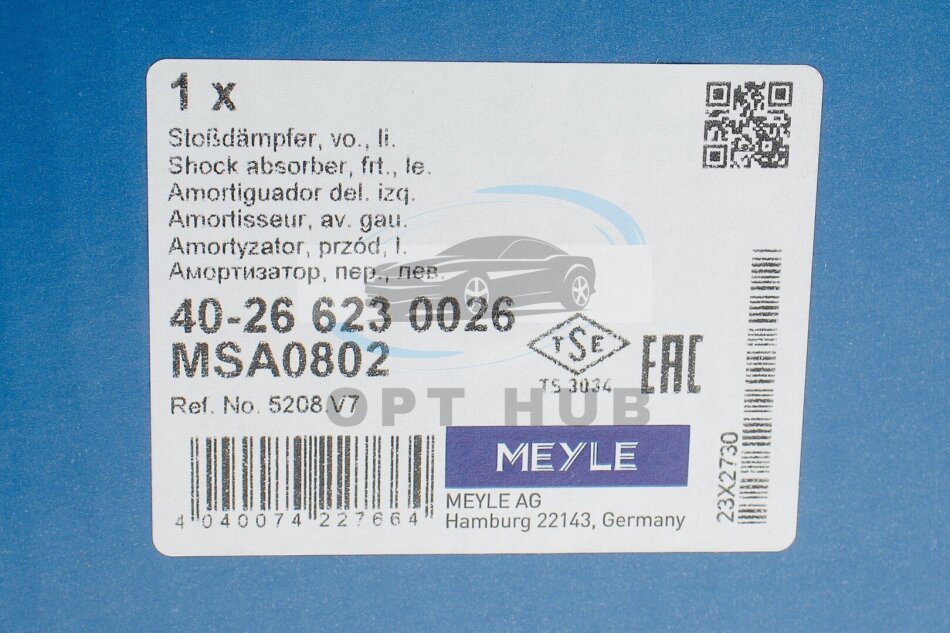 1 x
Stoßdämpfer, vo., li.
Shock absorber, frt., le.
Amortiguador del. izq.
Amortisseur, av. gau.
Amortyzator, przód, l.
Амортизатор, пер., лев.
40-26 623 0026
MSA0802
Ref. No. 5208.V7
TSE
TS 3034
EAC
OPT HUB
MEYLE
MEYLE AG
Hamburg 22143, Germany
4 040074 227664
23X2730